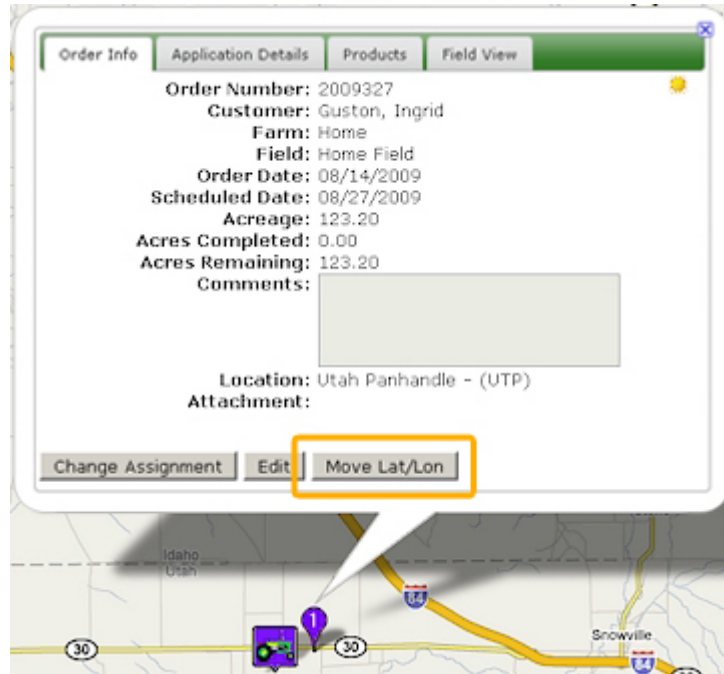 Order Info Application Details Products Field View
Order Number: 2009327
Customer: Guston, Ingrid
Farm: Home
Field: Home Field
Order Date: 08/14/2009
Scheduled Date: 08/27/2009
Acreage: 123.20
Acres Completed: 0.00
Acres Remaining: 123.20
Comments:
Location: Utah Panhandle - (UTP)
Attachment:
Change Assignment Edit Move Lat/Lon
Idaho
Utah
84
1
30
30
Snowville
84